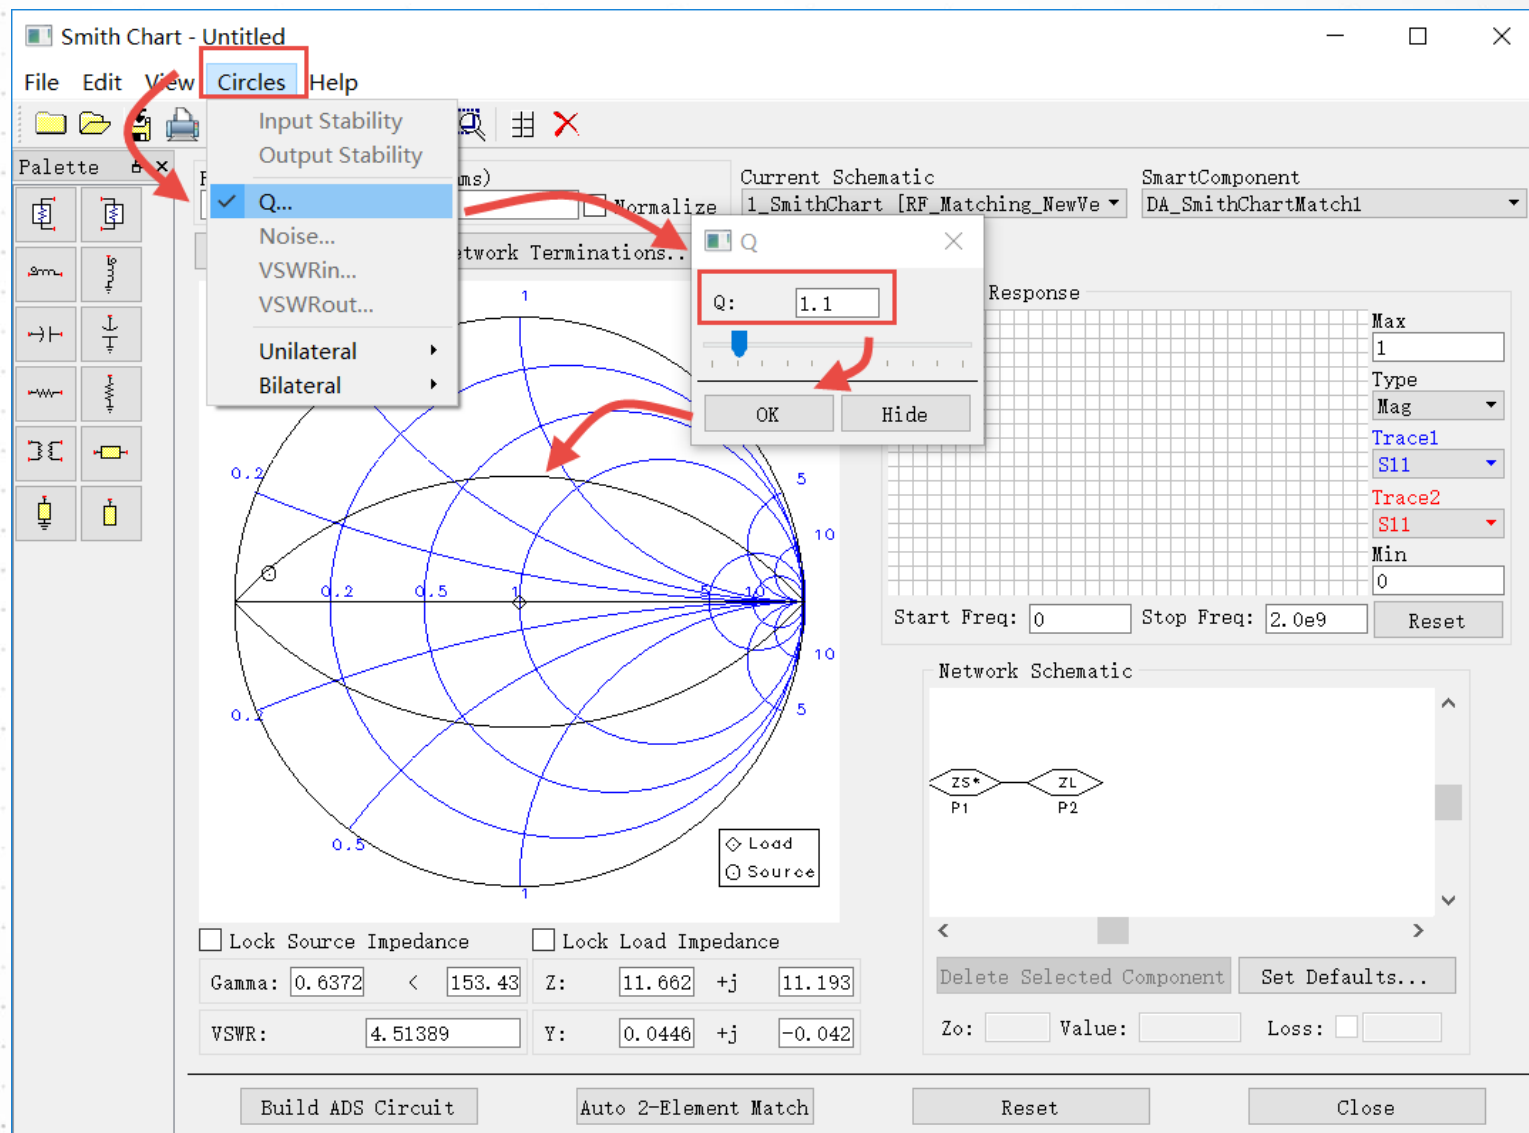 Smith Chart - Untitled
File Edit View Circles Help
Input Stability
Output Stability
Q...
Noise...
VSWRin...
VSWRout...
Unilateral
Bilateral
Palette
Normalize
Current Schematic
1_SmithChart [RF_Matching_NewVe
SmartComponent
DA_SmithChartMatch1
Terminations..
Q
Q: 1.1
OK Hide
Response
Max
1
Type
Mag
Trace1
S11
Trace2
S11
Min
0
Start Freq: 0 Stop Freq: 2.0e9 Reset
1
0.2
5
10
0.2 0.5 1 5 10
10
0.2
5
0.5
1
Load
Source
Network Schematic
ZS* ZL
P1 P2
Lock Source Impedance Lock Load Impedance
Gamma: 0.6372 < 153.43 Z: 11.662 +j 11.193
VSWR: 4.51389 Y: 0.0446 +j -0.042
Delete Selected Component Set Defaults...
Zo: Value: Loss:
Build ADS Circuit Auto 2-Element Match Reset Close